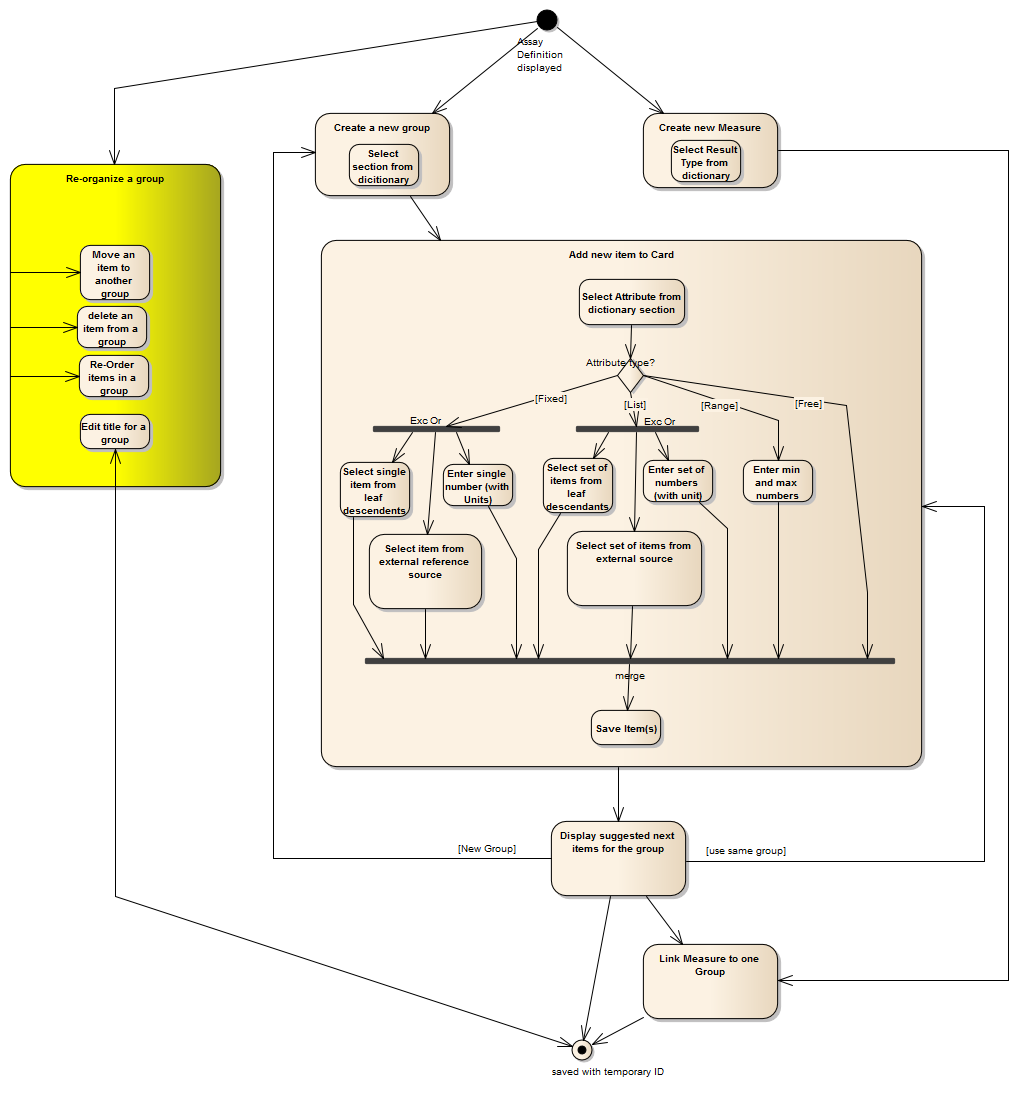 Assay
Definition
displayed
Create a new group
Select
section from
dicitionary
Create new Measure
Select Result
Type from
dictionary
Re-organize a group
Move an
item to
another
group
delete an
item from a
group
Re-Order
items in a
group
Edit title for a
group
Add new item to Card
Select Attribute from
dictionary section
Attribute type?
[Fixed]
[List]
[Range]
[Free]
Exc Or
Exc Or
Select single
item from
leaf
descendents
Enter single
number (with
Units)
Select set of
items from
leaf
descendants
Enter set of
numbers
(with unit)
Enter min
and max
numbers
Select item from
external reference
source
Select set of items from
external source
merge
Save Item(s)
Display suggested next
items for the group
[New Group]
[use same group]
Link Measure to one
Group
saved with temporary ID